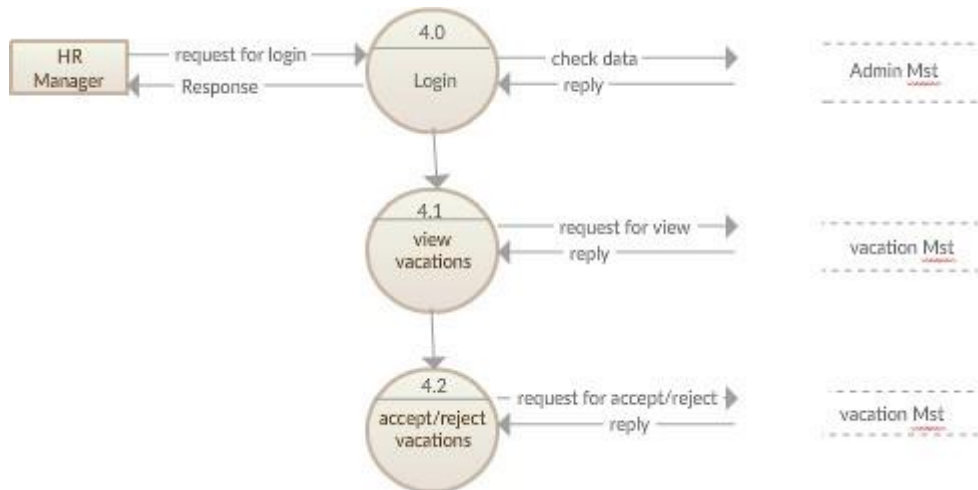 4.0
HR
Manager
request for login
Response
Login
check data
reply
Admin Mst
4.1
view
vacations
request for view
reply
vacation Mst
4.2
accept/reject
vacations
request for accept/reject
reply
vacation Mst